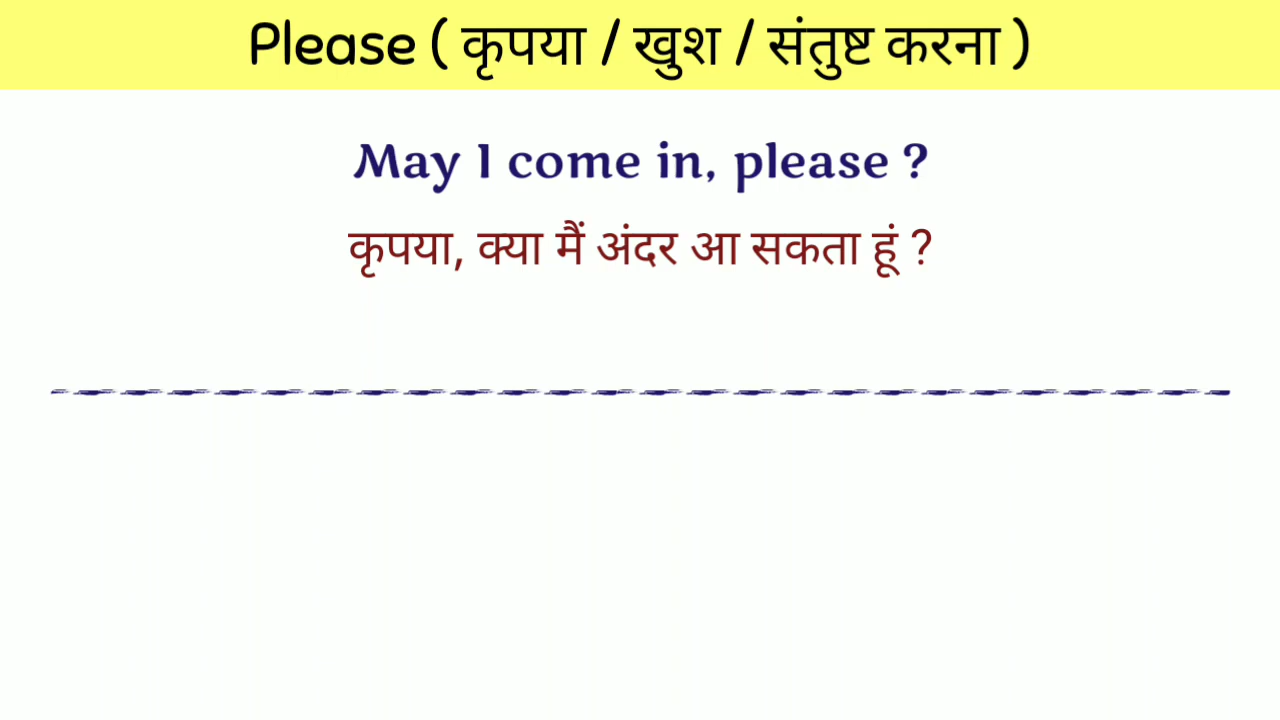 Please ( कृपया / खुश / संतुष्ट करना )
May I come in, please ?
कृपया, क्या मैं अंदर आ सकता हूं ?